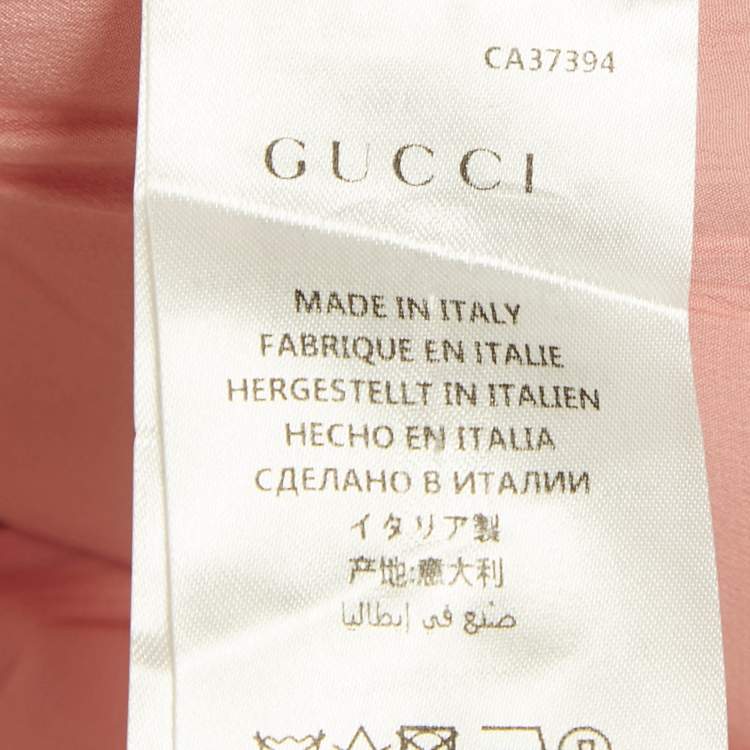 CA37394
GUCCI
MADE IN ITALY
FABRIQUE EN ITALIE
HERGESTELLT IN ITALIEN
HECHO EN ITALIA
СДЕЛАНО В ИТАЛИИ
イタリア製
产地:意大利
صنع في إيطاليا